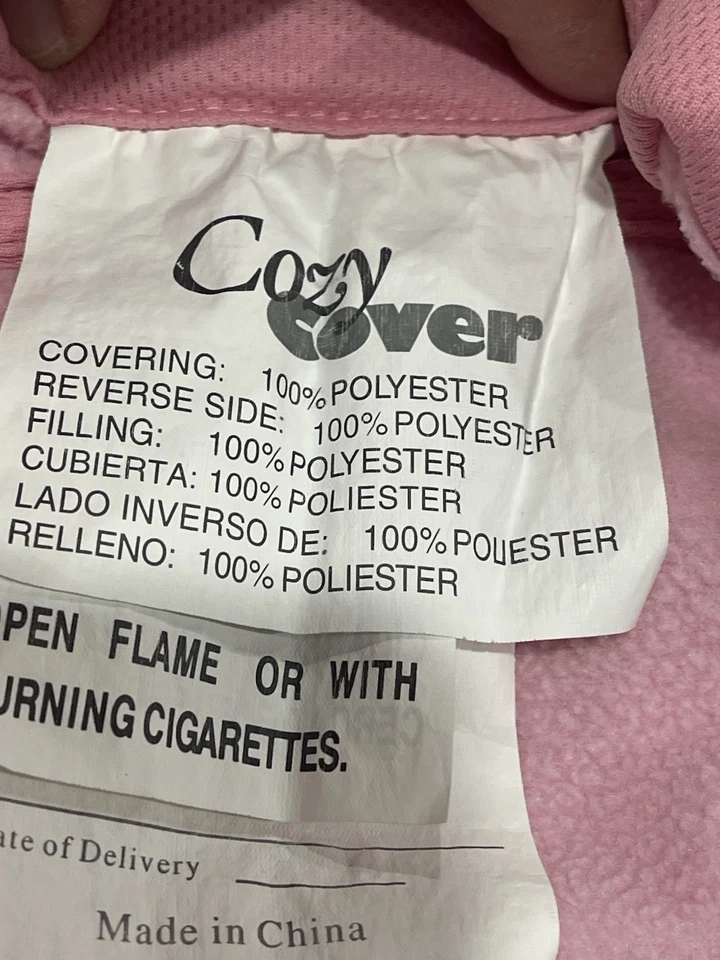 Cozy
Cover
COVERING: 100% POLYESTER
REVERSE SIDE: 100% POLYESTER
FILLING: 100% POLYESTER
CUBIERTA: 100% POLIESTER
LADO INVERSO DE: 100% POLIESTER
RELLENO: 100% POLIESTER
PEN FLAME OR WITH
URNING CIGARETTES.
ate of Delivery
Made in China